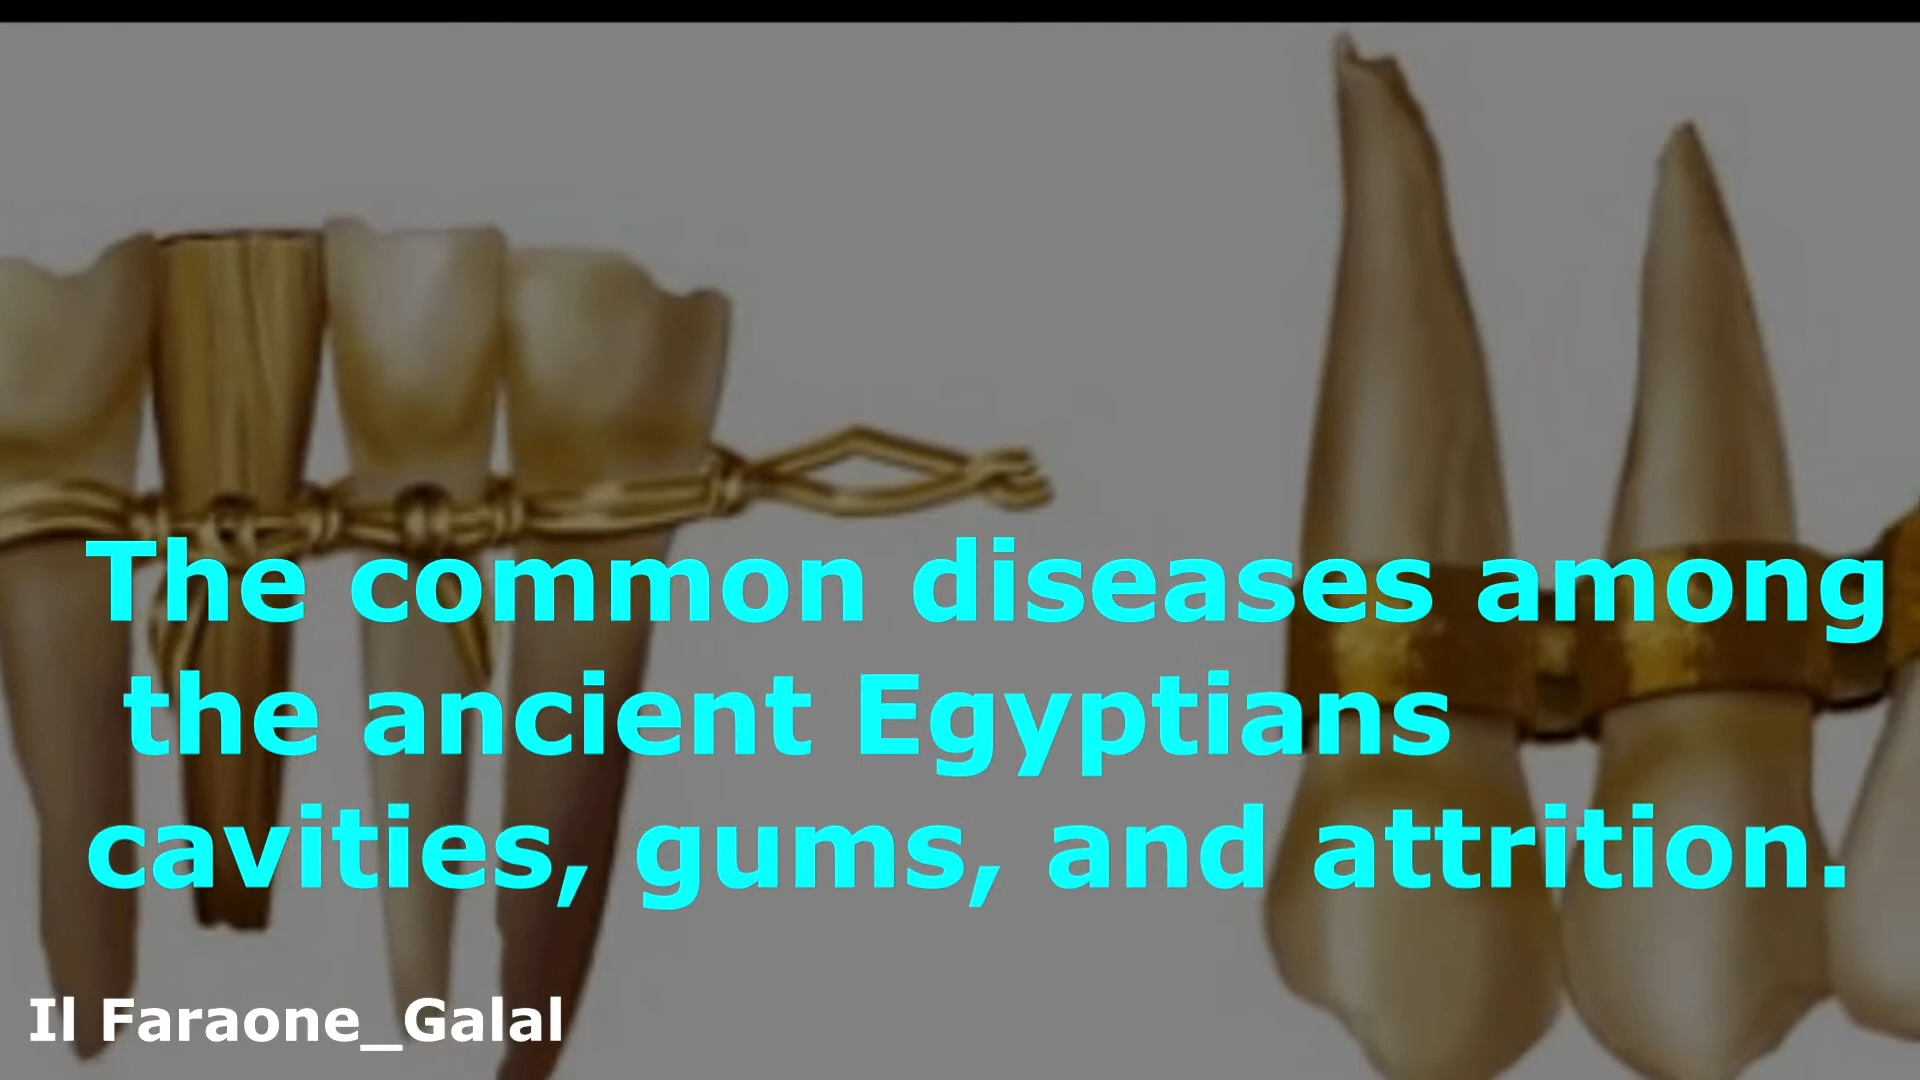 The common diseases among
the ancient Egyptians
cavities, gums, and attrition.
Il Faraone_Galal